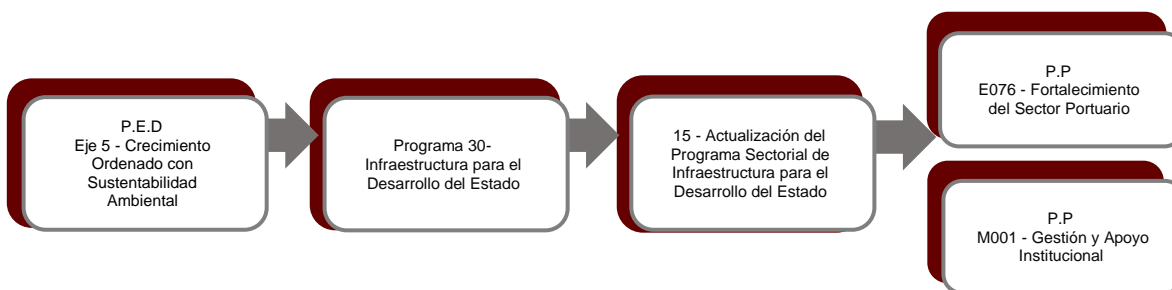 P.E.D
Eje 5 - Crecimiento
Ordenado con
Sustentabilidad
Ambiental
Programa 30-
Infraestructura para el
Desarrollo del Estado
15 - Actualización del
Programa Sectorial de
Infraestructura para el
Desarrollo del Estado
P.P
E076 - Fortalecimiento
del Sector Portuario
P.P
M001 - Gestión y Apoyo
Institucional